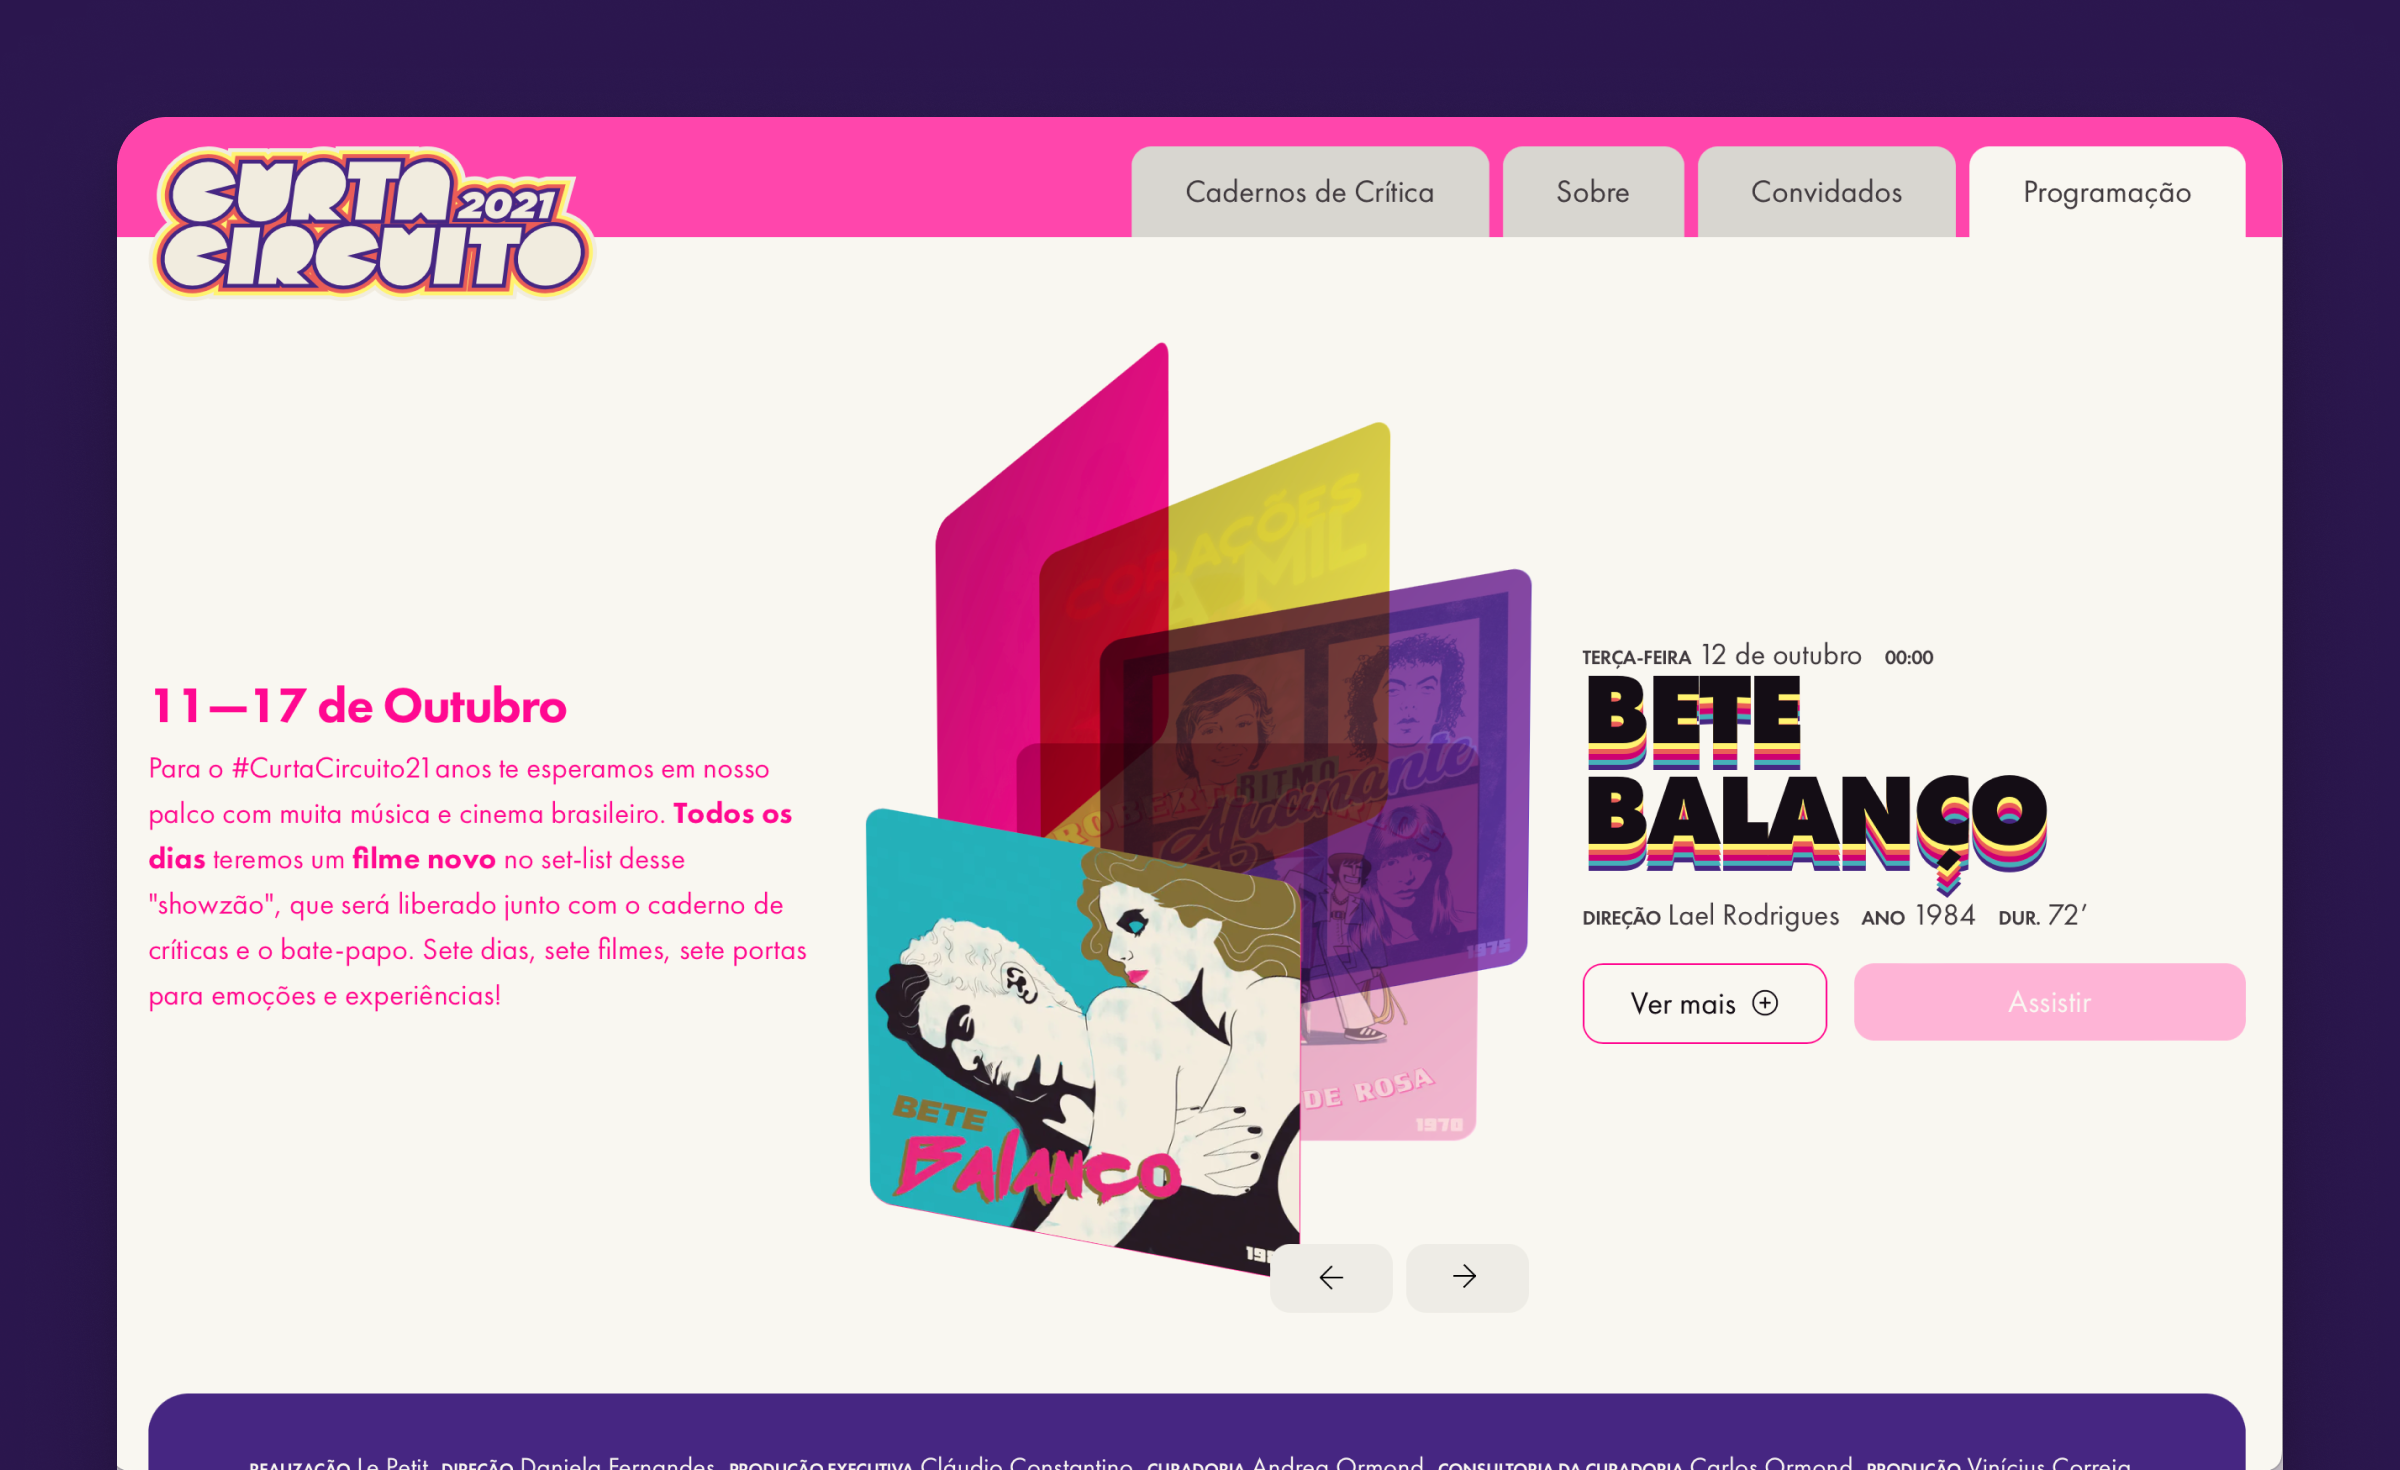 CURTA 2021
CIRCUITO
Cadernos de Crítica
Sobre
Convidados
Programação
11—17 de Outubro
Para o #CurtaCircuito21anos te esperamos em nosso
palco com muita música e cinema brasileiro. Todos os
dias teremos um filme novo no set-list desse
"showzão", que será liberado junto com o caderno de
críticas e o bate-papo. Sete dias, sete filmes, sete portas
para emoções e experiências!
CORAÇÕES
A MIL
RITMO
Alucinante
1975
ROBERTO CARLOS
DE ROSA
1970
BETE
Balanço
TERÇA-FEIRA 12 de outubro 00:00
BETE
BALANÇO
DIREÇÃO Lael Rodrigues ANO 1984 DUR. 72’
Ver mais
Assistir
REALIZAÇÃO Le Petit DIREÇÃO Daniela Fernandes PRODUÇÃO EXECUTIVA Cláudio Constantino CURADORIA Andrea Ormond CONSULTORIA DA CURADORIA Carlos Ormond PRODUÇÃO Vinícius Correia